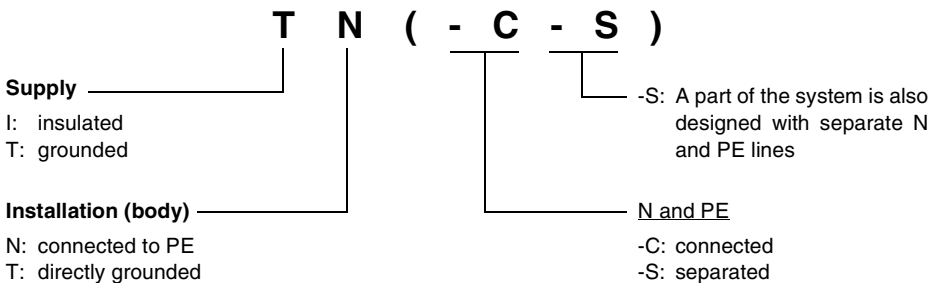 T N ( - C - S )
Supply
I: insulated
T: grounded
Installation (body)
N: connected to PE
T: directly grounded
-S: A part of the system is also
designed with separate N
and PE lines
N and PE
-C: connected
-S: separated